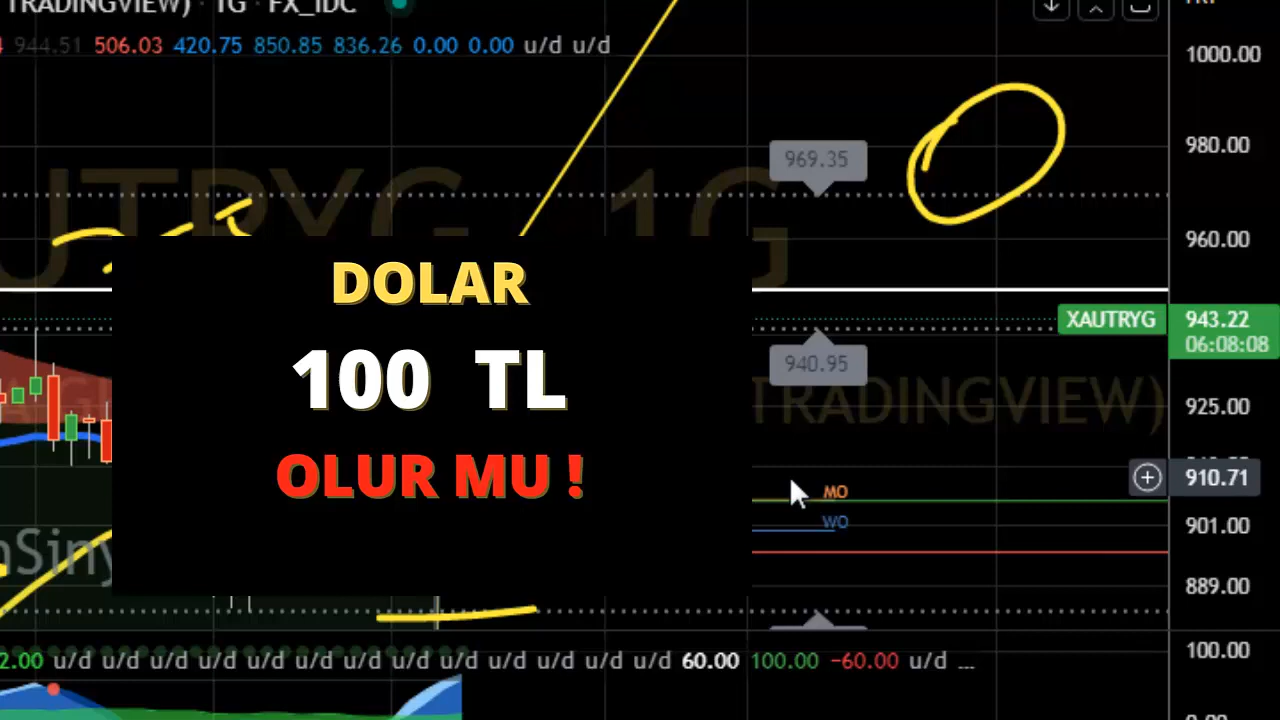 TRADINGVIEW) · 1G · FX_IDC
944.51 506.03 420.75 850.85 836.26 0.00 0.00 u/d u/d
1000.00
980.00
969.35
UTRYG 1G
960.00
DOLAR
XAUTRYG 943.22
06:08:08
100 TL
940.95
TRADINGVIEW)
925.00
OLUR MU !
910.71
MO
WO
901.00
889.00
2.00 u/d u/d u/d u/d u/d u/d u/d u/d u/d u/d u/d u/d u/d u/d u/d u/d u/d 60.00 100.00 −60.00 u/d ...
100.00